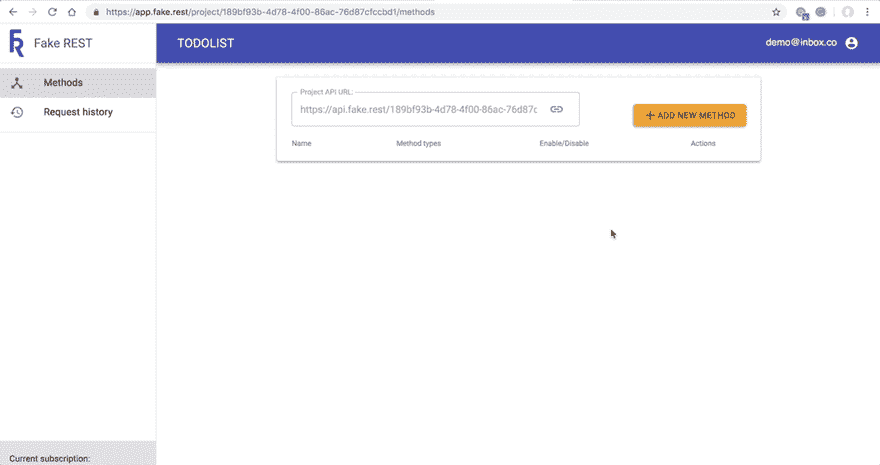 https://app.fake.rest/project/189bf93b-4d78-4f00-86ac-76d87cfccbd1/methods
FR Fake REST
TODOLIST
demo@inbox.co
Methods
Request history
Project API URL:
https://api.fake.rest/189bf93b-4d78-4f00-86ac-76d87c
+ ADD NEW METHOD
Name Method types Enable/Disable Actions
Current subscription: